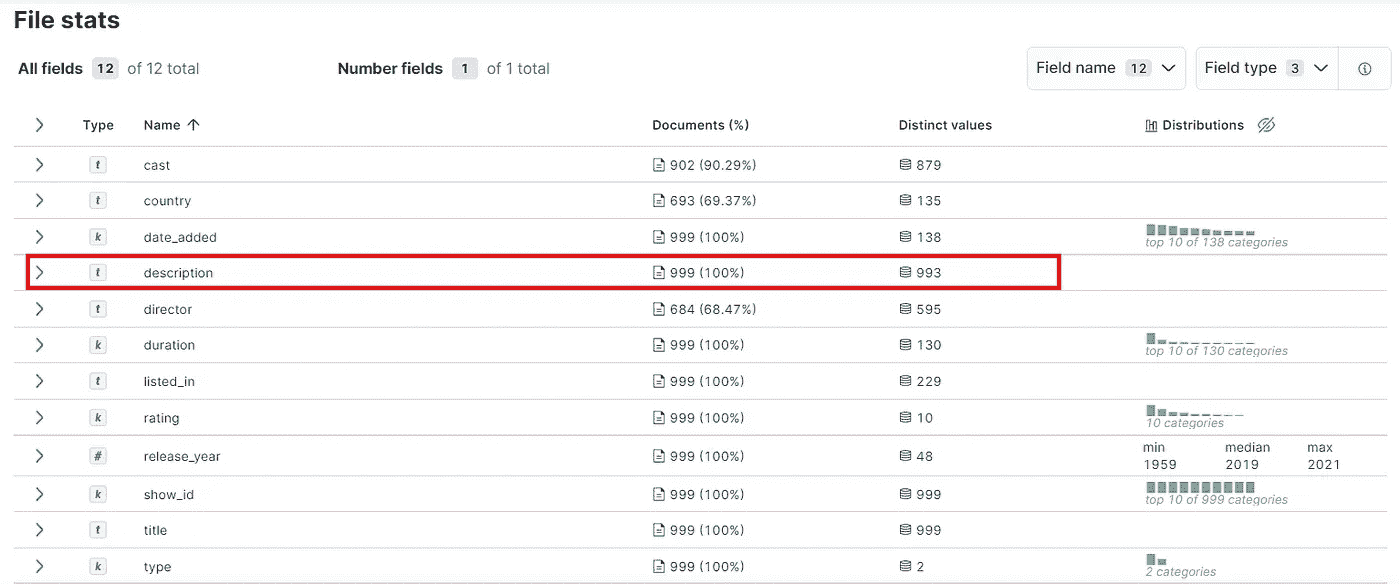 File stats
All fields 12 of 12 total Number fields 1 of 1 total Field name 12 Field type 3
Type Name Documents (%) Distinct values Distributions
t cast 902 (90.29%) 879
t country 693 (69.37%) 135
k date_added 999 (100%) 138
top 10 of 138 categories
t description 999 (100%) 993
t director 684 (68.47%) 595
k duration 999 (100%) 130
top 10 of 130 categories
t listed_in 999 (100%) 229
k rating 999 (100%) 10
10 categories
min median max
# release_year 999 (100%) 48
1959 2019 2021
k show_id 999 (100%) 999
top 10 of 999 categories
t title 999 (100%) 999
k type 999 (100%) 2
2 categories